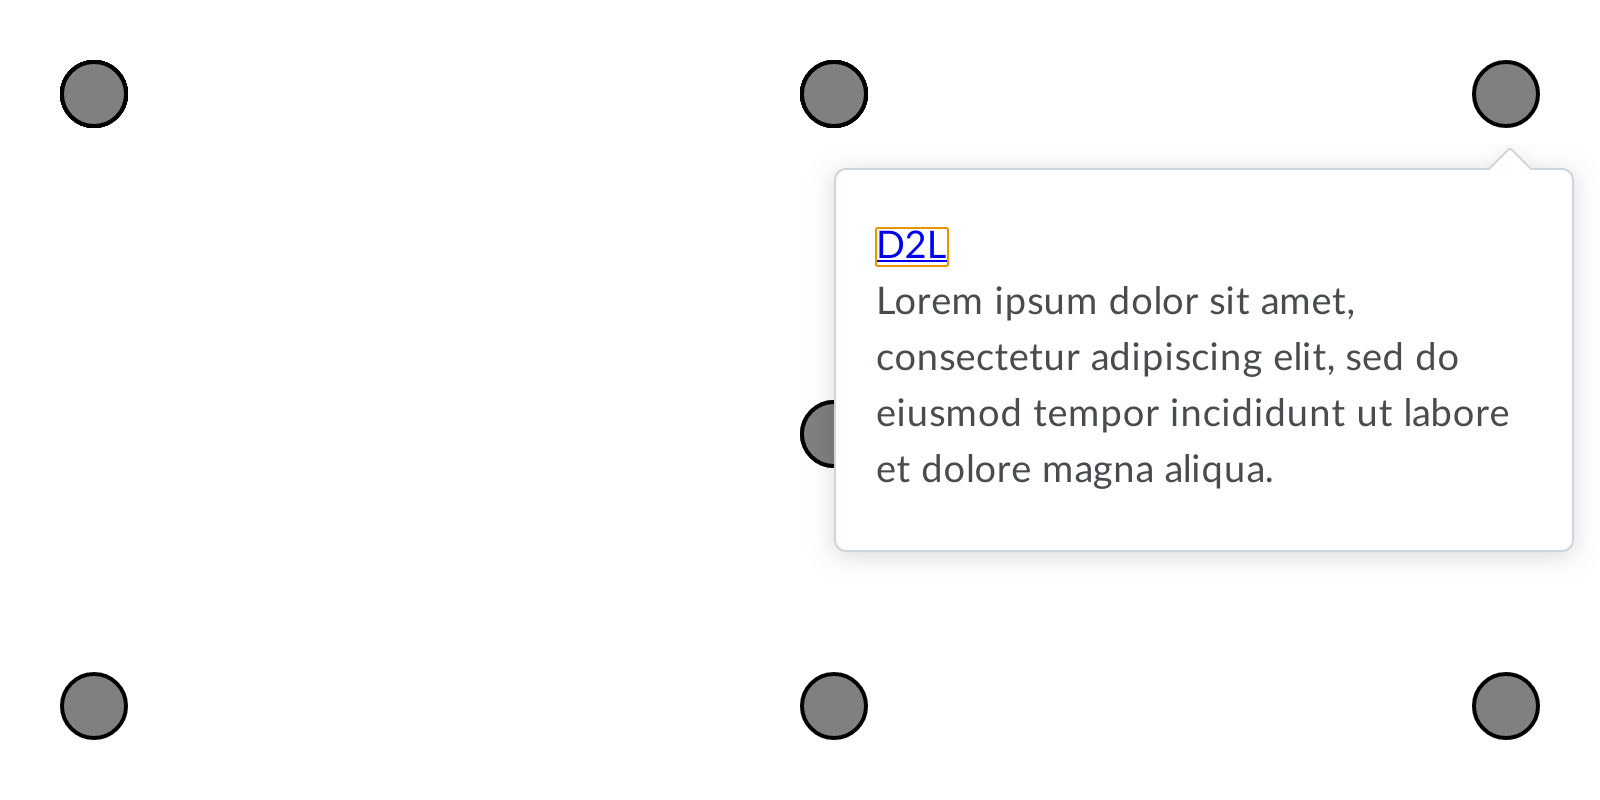 D2L
Lorem ipsum dolor sit amet,
consectetur adipiscing elit, sed do
eiusmod tempor incididunt ut labore
et dolore magna aliqua.